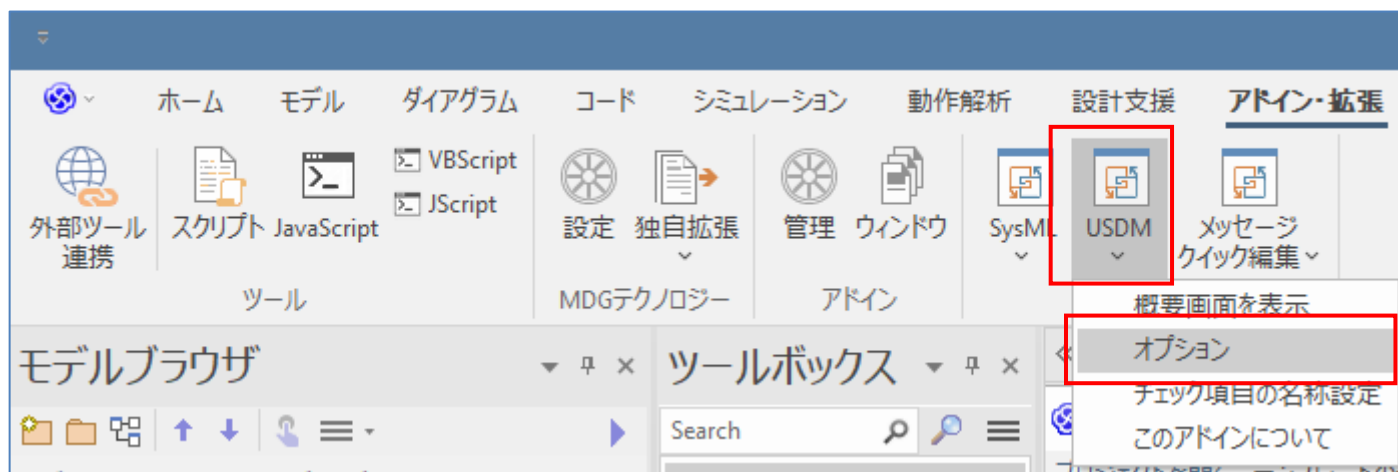 ホーム モデル ダイアグラム コード シミュレーション 動作解析 設計支援 アドイン・拡張
外部ツール
連携
スクリプト
JavaScript
VBScript
JScript
設定
独自拡張
管理
ウィンドウ
SysML
USDM
メッセージ
クイック編集
ツール
MDGテクノロジー
アドイン
概要画面を表示
オプション
チェック項目の名称設定
このアドインについて
モデルブラウザ
ツールボックス
Search